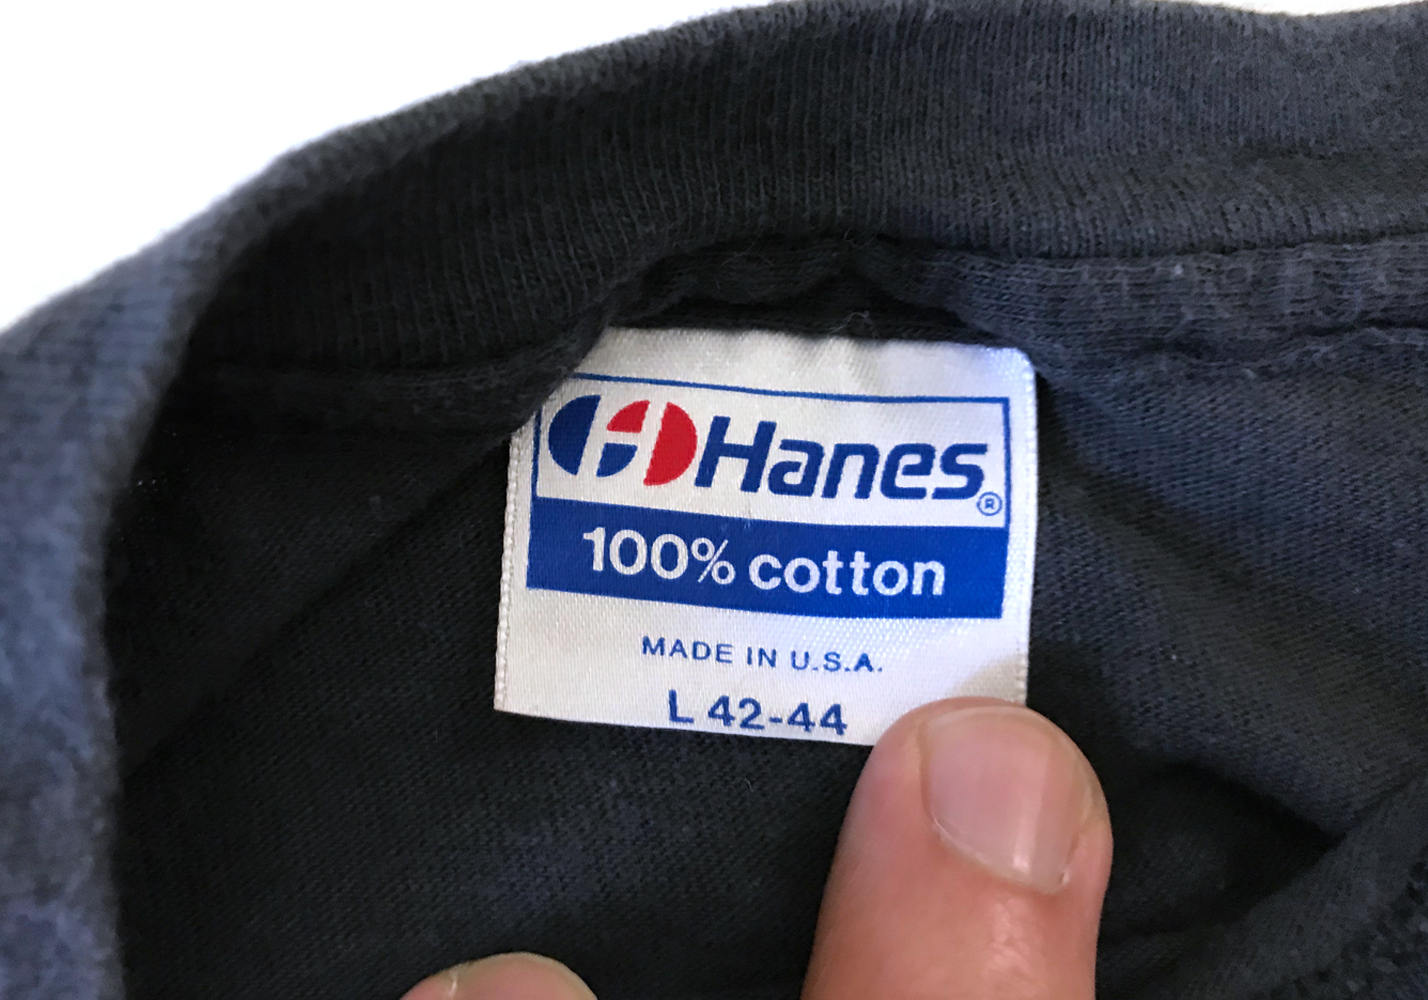 Hanes®
100% cotton
MADE IN U.S.A.
L 42-44